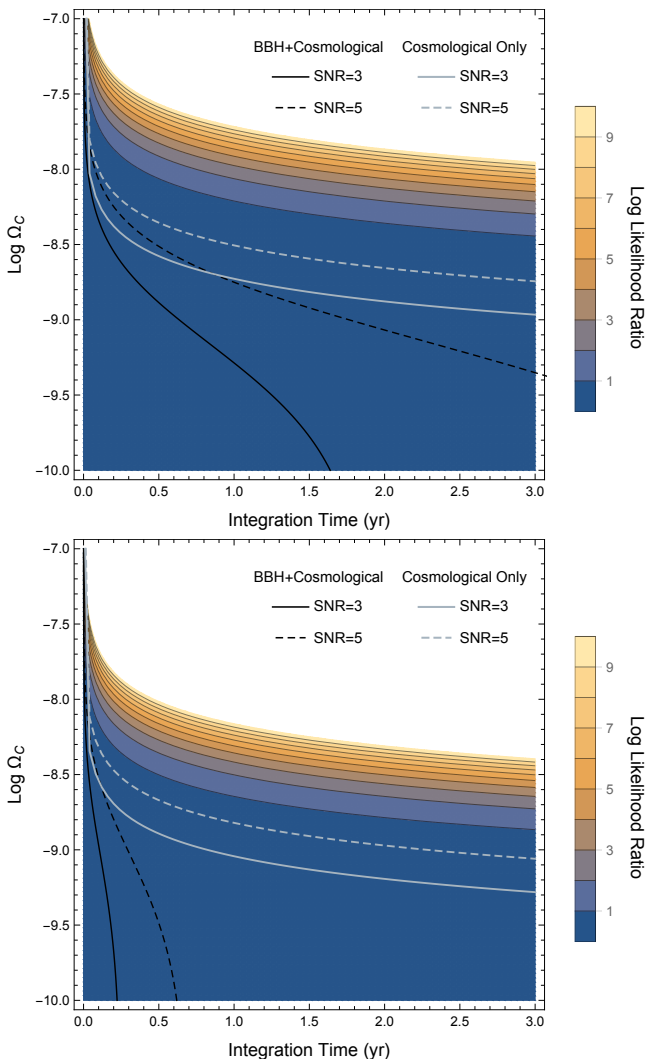 -7.0
BBH+Cosmological Cosmological Only
SNR=3 SNR=3
SNR=5 SNR=5
-7.5
9
-8.0
7
-8.5
5
-9.0
3
-9.5
1
-10.0
Log Ω_C
Log Likelihood Ratio
0.0 0.5 1.0 1.5 2.0 2.5 3.0
Integration Time (yr)
-7.0
BBH+Cosmological Cosmological Only
SNR=3 SNR=3
SNR=5 SNR=5
-7.5
9
-8.0
7
-8.5
5
-9.0
3
-9.5
1
-10.0
Log Ω_C
Log Likelihood Ratio
0.0 0.5 1.0 1.5 2.0 2.5 3.0
Integration Time (yr)